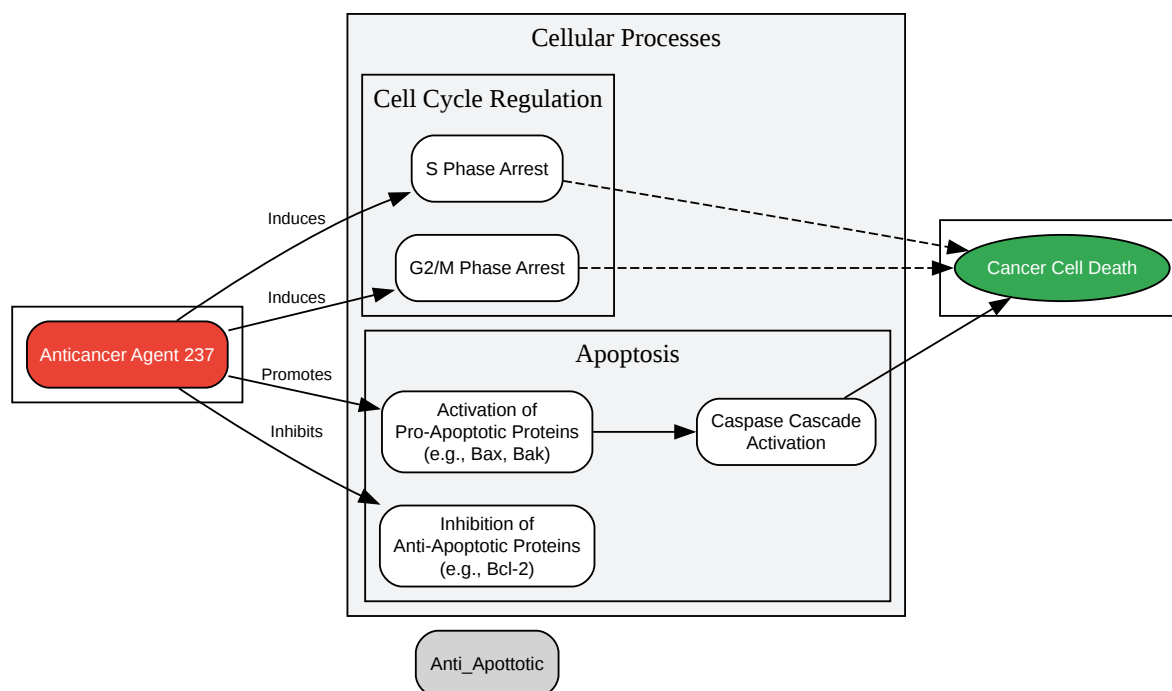 Cellular Processes
Cell Cycle Regulation
S Phase Arrest
Induces
G2/M Phase Arrest
Cancer Cell Death
Induces
Anticancer Agent 237
Apoptosis
Promotes
Activation of
Pro-Apoptotic Proteins
(e.g., Bax, Bak)
Caspase Cascade
Activation
Inhibits
Inhibition of
Anti-Apoptotic Proteins
(e.g., Bcl-2)
Anti_Apottotic